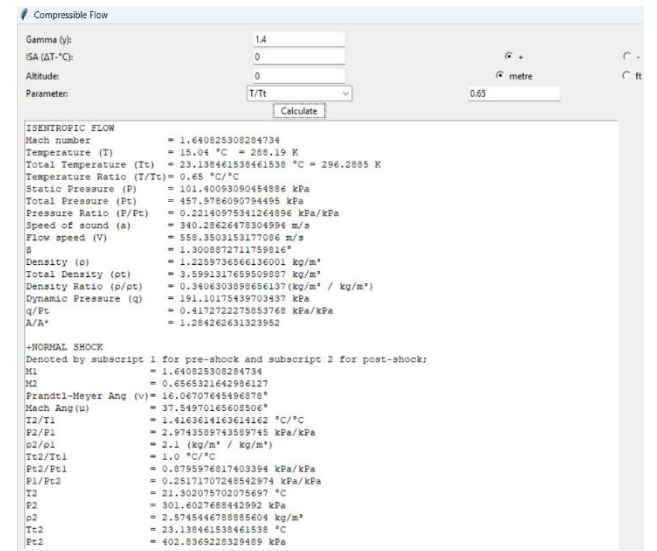 Compressible Flow
Gamma (γ): 1.4
ISA (ΔT-°C): 0 + -
Altitude: 0 metre ft
Parameter: T/Tt 0.65
Calculate
ISENTROPIC FLOW
Mach number = 1.640825308284734
Temperature (T) = 15.04 °C = 288.19 K
Total Temperature (Tt) = 23.138461538461538 °C = 296.2885 K
Temperature Ratio (T/Tt)= 0.65 °C/°C
Static Pressure (P) = 101.40093090454886 kPa
Total Pressure (Pt) = 457.9786090794495 kPa
Pressure Ratio (P/Pt) = 0.22140975341264896 kPa/kPa
Speed of sound (a) = 340.28626478304994 m/s
Flow speed (V) = 558.3503153177086 m/s
β = 1.3008872711759816°
Density (ρ) = 1.2259736566136001 kg/m³
Total Density (ρt) = 3.5991317659509887 kg/m³
Density Ratio (ρ/ρt) = 0.3406303898656137(kg/m³ / kg/m³)
Dynamic Pressure (q) = 191.10175439703437 kPa
q/Pt = 0.4172722275853768 kPa/kPa
A/A* = 1.284262631323952
+NORMAL SHOCK
Denoted by subscript 1 for pre-shock and subscript 2 for post-shock;
M1 = 1.640825308284734
M2 = 0.6565321642986127
Prandtl-Meyer Ang (ν)= 16.06707645496878°
Mach Ang(μ) = 37.54970165608506°
T2/T1 = 1.4163614163614162 °C/°C
P2/P1 = 2.9743589743589745 kPa/kPa
ρ2/ρ1 = 2.1 (kg/m³ / kg/m³)
Tt2/Tt1 = 1.0 °C/°C
Pt2/Pt1 = 0.8795976817403394 kPa/kPa
P1/Pt2 = 0.25171707248542974 kPa/kPa
T2 = 21.302075702075697 °C
P2 = 301.6027688442992 kPa
ρ2 = 2.5745446788885604 kg/m³
Tt2 = 23.138461538461538 °C
Pt2 = 402.8369228329489 kPa